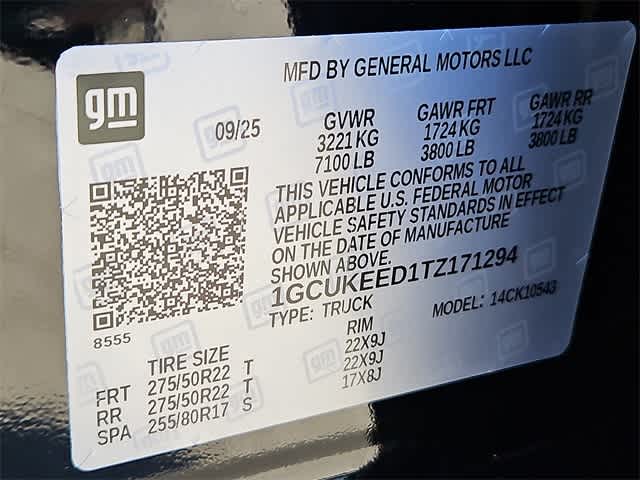 MFD BY GENERAL MOTORS LLC
gm
09/25
GVWR GAWR FRT GAWR RR
3221 KG 1724 KG 1724 KG
7100 LB 3800 LB 3800 LB
THIS VEHICLE CONFORMS TO ALL
APPLICABLE U.S. FEDERAL MOTOR
VEHICLE SAFETY STANDARDS IN EFFECT
ON THE DATE OF MANUFACTURE
SHOWN ABOVE.
1GCUKEED1TZ171294
TYPE: TRUCK MODEL: 14CK10543
8555
TIRE SIZE RIM
FRT 275/50R22 T 22X9J
RR 275/50R22 T 22X9J
SPA 255/80R17 S 17X8J